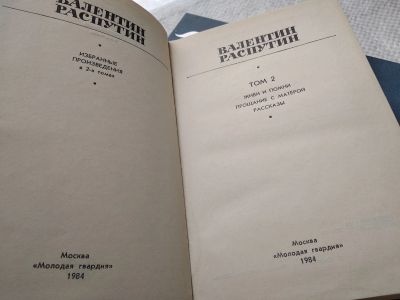 ВАЛЕНТИН
РАСПУТИН
ИЗБРАННЫЕ
ПРОИЗВЕДЕНИЯ
в 2-х томах
Москва
«Молодая гвардия»
1984
ВАЛЕНТИН
РАСПУТИН
ТОМ 2
ЖИВИ И ПОМНИ
ПРОЩАНИЕ С МАТЕРОЙ
РАССКАЗЫ
Москва
«Молодая гвардия»
1984